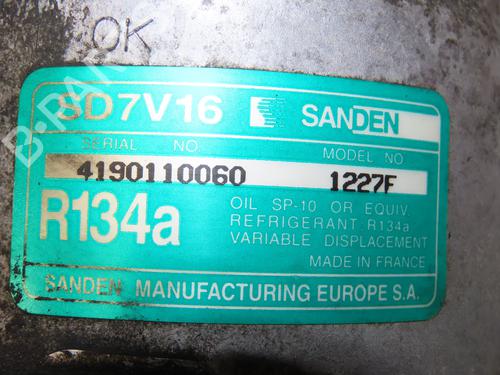 OK
SD7V16 SANDEN
SERIAL NO. MODEL NO
4190110060 1227F
R134a
OIL SP-10 OR EQUIV.
REFRIGERANT R134a
VARIABLE DISPLACEMENT
MADE IN FRANCE
SANDEN MANUFACTURING EUROPE S.A.